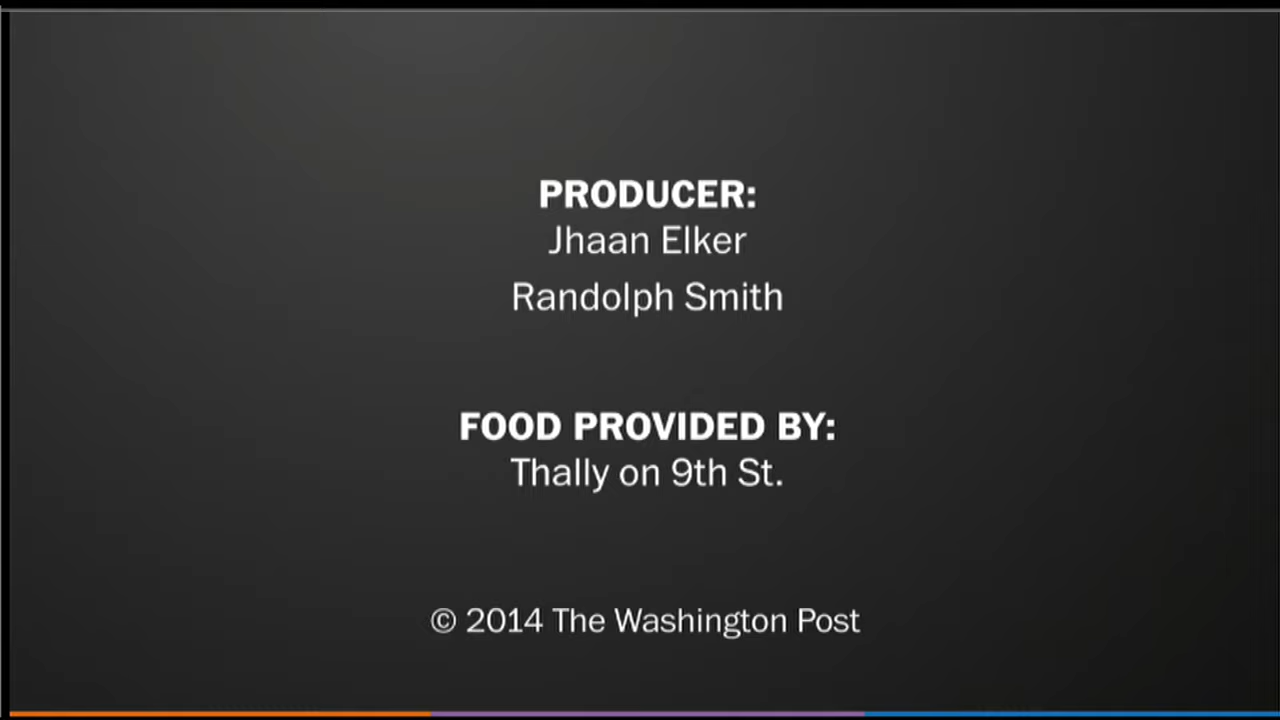 PRODUCER:
Jhaan Elker
Randolph Smith
FOOD PROVIDED BY:
Thally on 9th St.
© 2014 The Washington Post